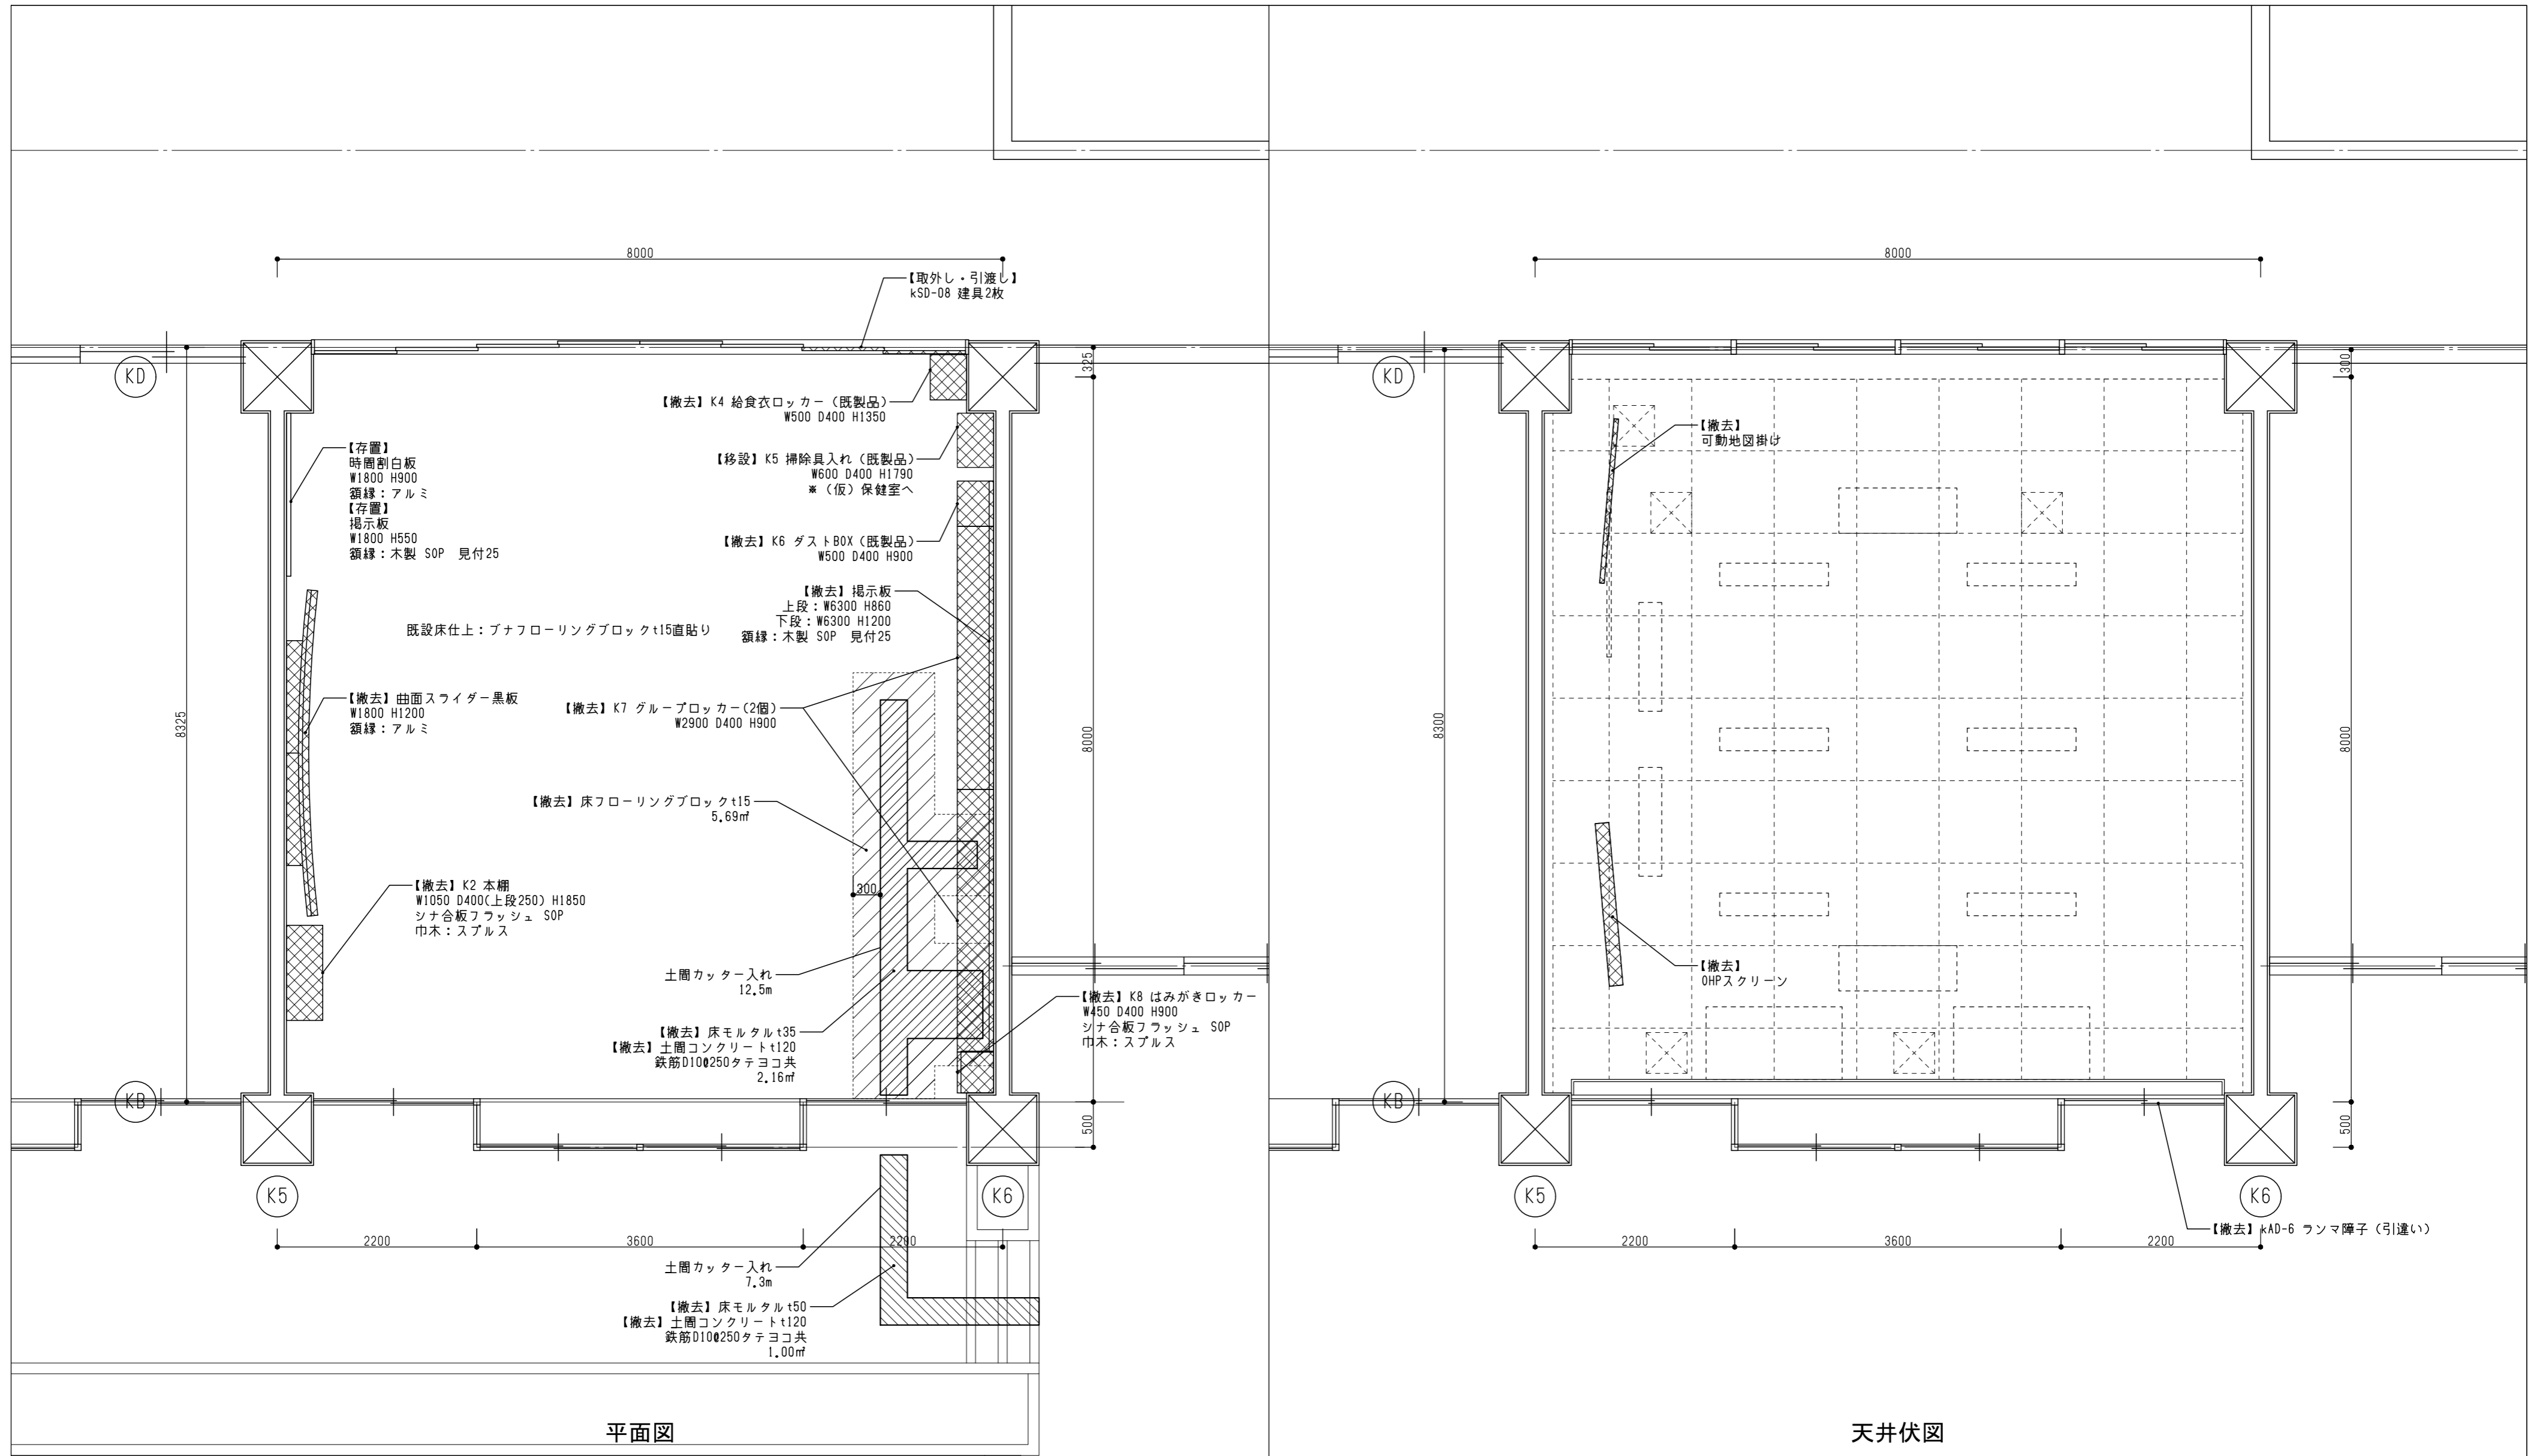 8000
【取外し・引渡し】
kSD-08 建具2枚
KD
325
【撤去】K4 給食衣ロッカー（既製品）
W500 D400 H1350
【存置】
時間割白板
W1800 H900
額縁：アルミ
【存置】
掲示板
W1800 H550
額縁：木製 SOP 見付25
【移設】K5 掃除具入れ（既製品）
W600 D400 H1790
※（仮）保健室へ
【撤去】K6 ダストBOX（既製品）
W500 D400 H900
【撤去】掲示板
上段：W6300 H860
下段：W6300 H1200
額縁：木製 SOP 見付25
既設床仕上：ブナフローリングブロックt15直貼り
【撤去】曲面スライダー黒板
W1800 H1200
額縁：アルミ
【撤去】K7 グループロッカー(2個)
W2900 D400 H900
8325
8000
【撤去】床フローリングブロックt15
5.69㎡
300
【撤去】K2 本棚
W1050 D400(上段250) H1850
シナ合板フラッシュ SOP
巾木：スプルス
土間カッター入れ
12.5m
【撤去】K8 はみがきロッカー
W450 D400 H900
シナ合板フラッシュ SOP
巾木：スプルス
【撤去】床モルタルt35
【撤去】土間コンクリートt120
鉄筋D10@250タテヨコ共
2.16㎡
KB
500
K5
K6
2200
3600
2200
土間カッター入れ
7.3m
【撤去】床モルタルt50
【撤去】土間コンクリートt120
鉄筋D10@250タテヨコ共
1.00㎡
平面図
8000
KD
300
【撤去】
可動地図掛け
8300
8000
【撤去】
OHPスクリーン
KB
500
K5
K6
【撤去】kAD-6 ランマ障子（引違い）
2200
3600
2200
天井伏図